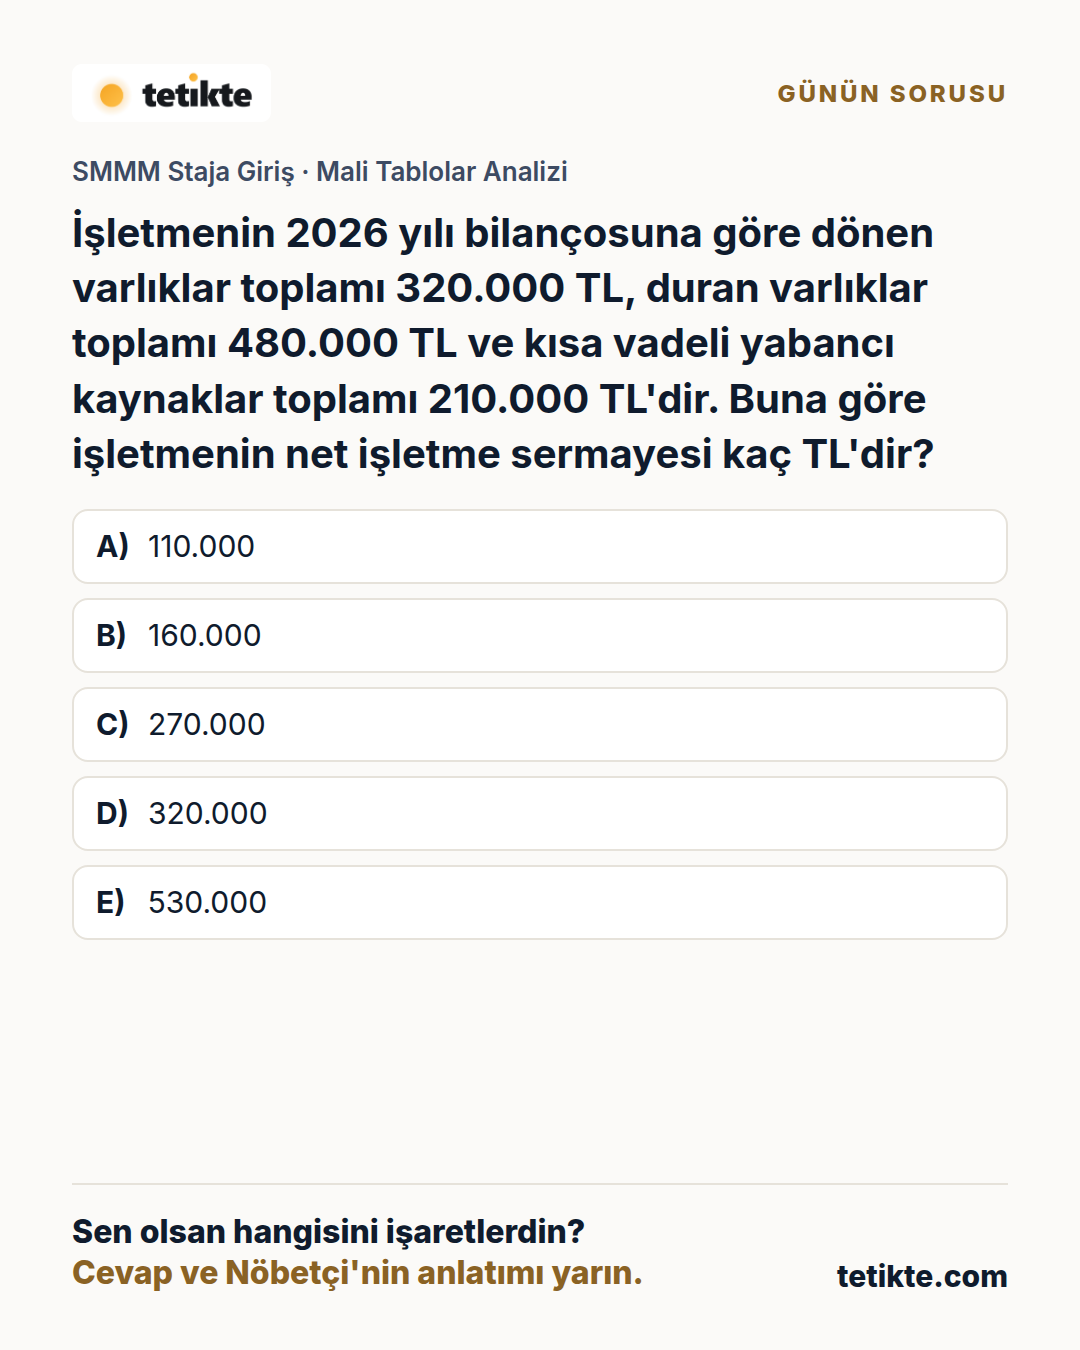 tetikte
GÜNÜN SORUSU
SMMM Staja Giriş · Mali Tablolar Analizi
İşletmenin 2026 yılı bilançosuna göre dönen
varlıklar toplamı 320.000 TL, duran varlıklar
toplamı 480.000 TL ve kısa vadeli yabancı
kaynaklar toplamı 210.000 TL'dir. Buna göre
işletmenin net işletme sermayesi kaç TL'dir?
A) 110.000
B) 160.000
C) 270.000
D) 320.000
E) 530.000
Sen olsan hangisini işaretlerdin?
Cevap ve Nöbetçi'nin anlatımı yarın.
tetikte.com